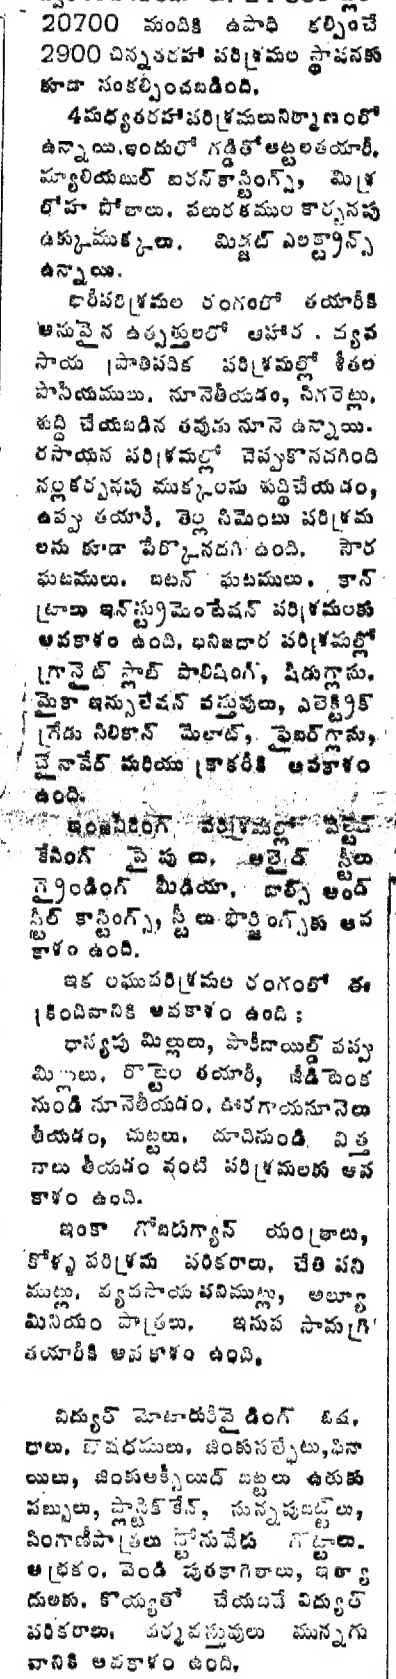 20700 మందికి ఉపాధి కల్పించే
2900 చిన్నతరహా పరిశ్రమల స్థాపనకు
కూడా సంకల్పించబడింది.
4మధ్యతరహాపరిశ్రమలునిర్మాణంలో
ఉన్నాయి.ఇందులో గడ్డితోఅట్టలతయారీ,
మ్యాలియబుల్ ఐరన్‌కాస్టింగ్స్, మిశ్ర
లోహ పోతాలు, పలురకముల కార్బనపు
ఉక్కుముక్కలు, మిడ్జట్ ఎలక్ట్రాన్స్
ఉన్నాయి.
భారీపరిశ్రమల రంగంలో తయారీకి
అనువైన ఉత్పత్తులలో ఆహార . వ్యవ
సాయ ప్రాతిపదిక పరిశ్రమల్లో శీతల
పానీయములు, నూనెతీయడం, సిగరెట్లు,
శుద్ధి చేయబడిన తవుడు నూనె ఉన్నాయి.
రసాయన పరిశ్రమల్లో చెప్పుకొనదగింది
నల్లకర్బనపు ముక్కలను శుద్ధిచేయడం,
ఉప్పు తయారీ, తెల్ల సిమెంటు పరిశ్రమ
లను కూడా పేర్కొనదగి ఉంది. సౌర
ఘటములు, బటన్ ఘటములు, కాన్
ట్రాలు ఇన్‌స్ట్రుమెంటేషన్ పరిశ్రమలకు
అవకాశం ఉంది. ఖనిజదార పరిశ్రమల్లో
గ్రానైట్ స్లాట్ పాలిషింగ్, షీడుగ్లాసు,
మైకా ఇన్సులేషన్ వస్తువులు, ఎలెక్ట్రిక్
గ్రేడు సిలికాన్ మెటల్, ఫైబర్‌గ్లాసు,
చైనావేర్ మరియు క్రాకరీకి అవకాశం
ఉంది.
ఇంజనీరింగ్ పరిశ్రమల్లో వెల్డెడ్
కేసింగ్ పైపులు, అలైడ్ స్టీలు
గ్రైండింగ్ మీడియా, బాల్స్ అండ్
స్టీల్ కాస్టింగ్స్, స్టీలు ఫోర్జింగ్స్‌కు అవ
కాశం ఉంది.
ఇక లఘుపరిశ్రమల రంగంలో ఈ
క్రిందివానికి అవకాశం ఉంది :
ధాన్యపు మిల్లులు, పార్‌బాయిల్డ్ పప్పు
మిల్లులు, రొట్టెల తయారీ, జీడిపిక్క
నుండి నూనెతీయడం, ఊరగాయనూనెలు
తీయడం, చుట్టలు, దూదినుండి విత్త
నాలు తీయడం వంటి పరిశ్రమలకు అవ
కాశం ఉంది.
ఇంకా గోబరుగ్యాస్ యంత్రాలు,
కోళ్ళ పరిశ్రమ పరికరాలు, చేతి పని
ముట్లు, వ్యవసాయ పనిముట్లు, అల్యూ
మినియం పాత్రలు, ఇనుప సామగ్రి
తయారీకి అవకాశం ఉంది.
విద్యుత్ మోటారురీవైండింగ్ ఓవ.
రాలు, ఔషధములు, జింకుసల్ఫేటు,ఫినా
యిలు, జింకుఆక్సైయిడ్ బట్టలు ఉతుకు
సబ్బులు, ప్లాస్టిక్‌కేన్, సున్నపుబట్టీలు,
పింగాణీపాత్రలు స్టోనువేరు గొట్టాలు,
అభ్రకం, వెండి పూతకాగితాలు, ఇత్యా
దులకు, కొయ్యతో చేయబడే విద్యుత్
పరికరాలు, చర్మవస్తువులు మున్నగు
వానికి అవకాశం ఉంది.